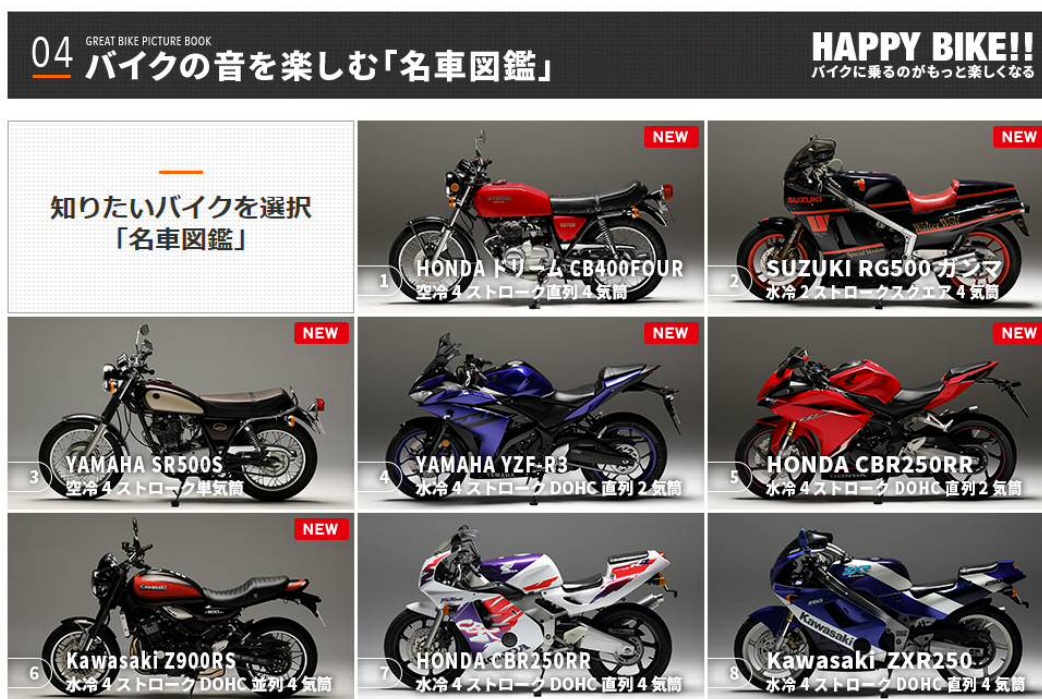 04
GREAT BIKE PICTURE BOOK
バイクの音を楽しむ「名車図鑑」
HAPPY BIKE!!
バイクに乗るのがもっと楽しくなる
知りたいバイクを選択
「名車図鑑」
NEW
1
HONDA ドリーム CB400FOUR
空冷4ストローク直列4気筒
NEW
SUZUKI
2
SUZUKI RG500 ガンマ
水冷2ストロークスクエア4気筒
NEW
3
YAMAHA SR500S
空冷4ストローク単気筒
NEW
4
YAMAHA YZF-R3
水冷4ストローク DOHC 直列2気筒
NEW
5
HONDA CBR250RR
水冷4ストローク DOHC 直列2気筒
NEW
Kawasaki
6
Kawasaki Z900RS
水冷4ストローク DOHC 並列4気筒
7
HONDA CBR250RR
水冷4ストローク DOHC 直列4気筒
ZXR
Kawasaki
8
Kawasaki ZXR250
水冷4ストローク DOHC 直列4気筒